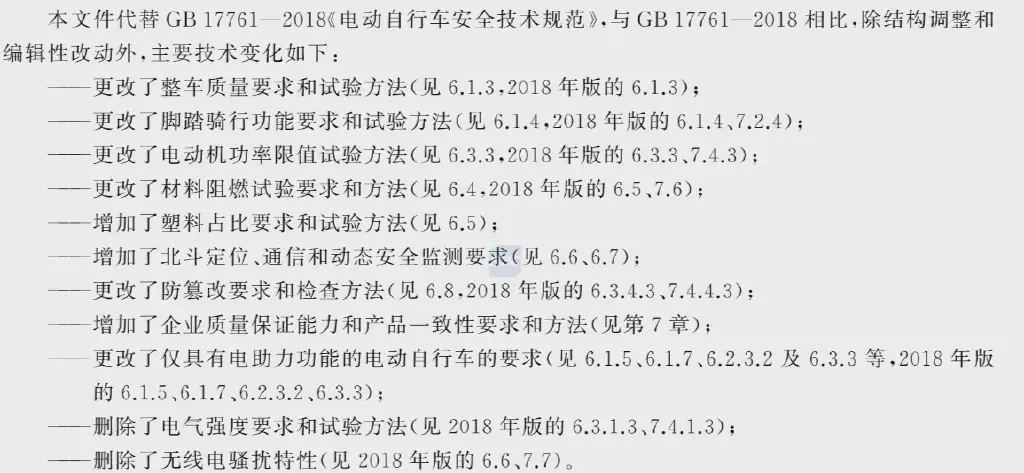 本文件代替 GB 17761—2018《电动自行车安全技术规范》,与 GB 17761—2018 相比,除结构调整和
编辑性改动外,主要技术变化如下:
——更改了整车质量要求和试验方法(见 6.1.3,2018 年版的 6.1.3);
——更改了脚踏骑行功能要求和试验方法(见 6.1.4,2018 年版的 6.1.4、7.2.4);
——更改了电动机功率限值试验方法(见 6.3.3,2018 年版的 6.3.3、7.4.3);
——更改了材料阻燃试验要求和方法(见 6.4,2018 年版的 6.5、7.6);
——增加了塑料占比要求和试验方法(见 6.5);
——增加了北斗定位、通信和动态安全监测要求(见 6.6、6.7);
——更改了防篡改要求和检查方法(见 6.8,2018 年版的 6.3.4.3、7.4.4.3);
——增加了企业质量保证能力和产品一致性要求和方法(见第 7 章);
——更改了仅具有电助力功能的电动自行车的要求(见 6.1.5、6.1.7、6.2.3.2 及 6.3.3 等,2018 年版
的 6.1.5、6.1.7、6.2.3.2、6.3.3);
——删除了电气强度要求和试验方法(见 2018 年版的 6.3.1.3、7.4.1.3);
——删除了无线电骚扰特性(见 2018 年版的 6.6、7.7)。